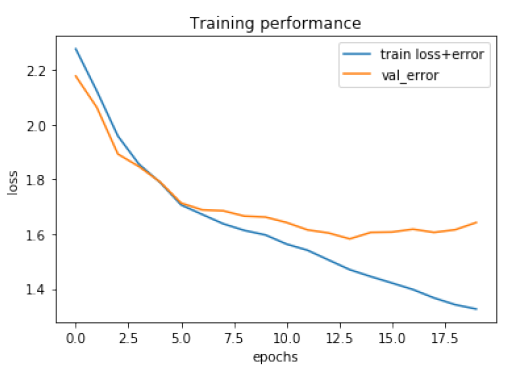 Training performance
train loss+error
val_error
loss
2.2
2.0
1.8
1.6
1.4
0.0 2.5 5.0 7.5 10.0 12.5 15.0 17.5
epochs